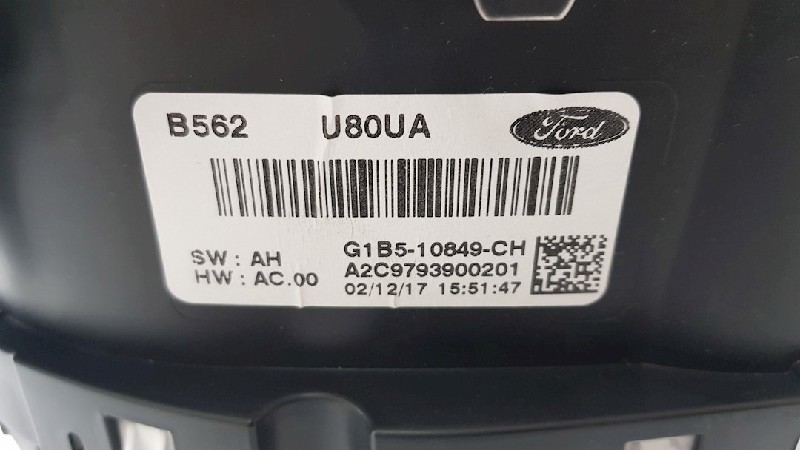 B562 U80UA Ford
SW : AH
HW : AC.00
G1B5-10849-CH
A2C9793900201
02/12/17 15:51:47